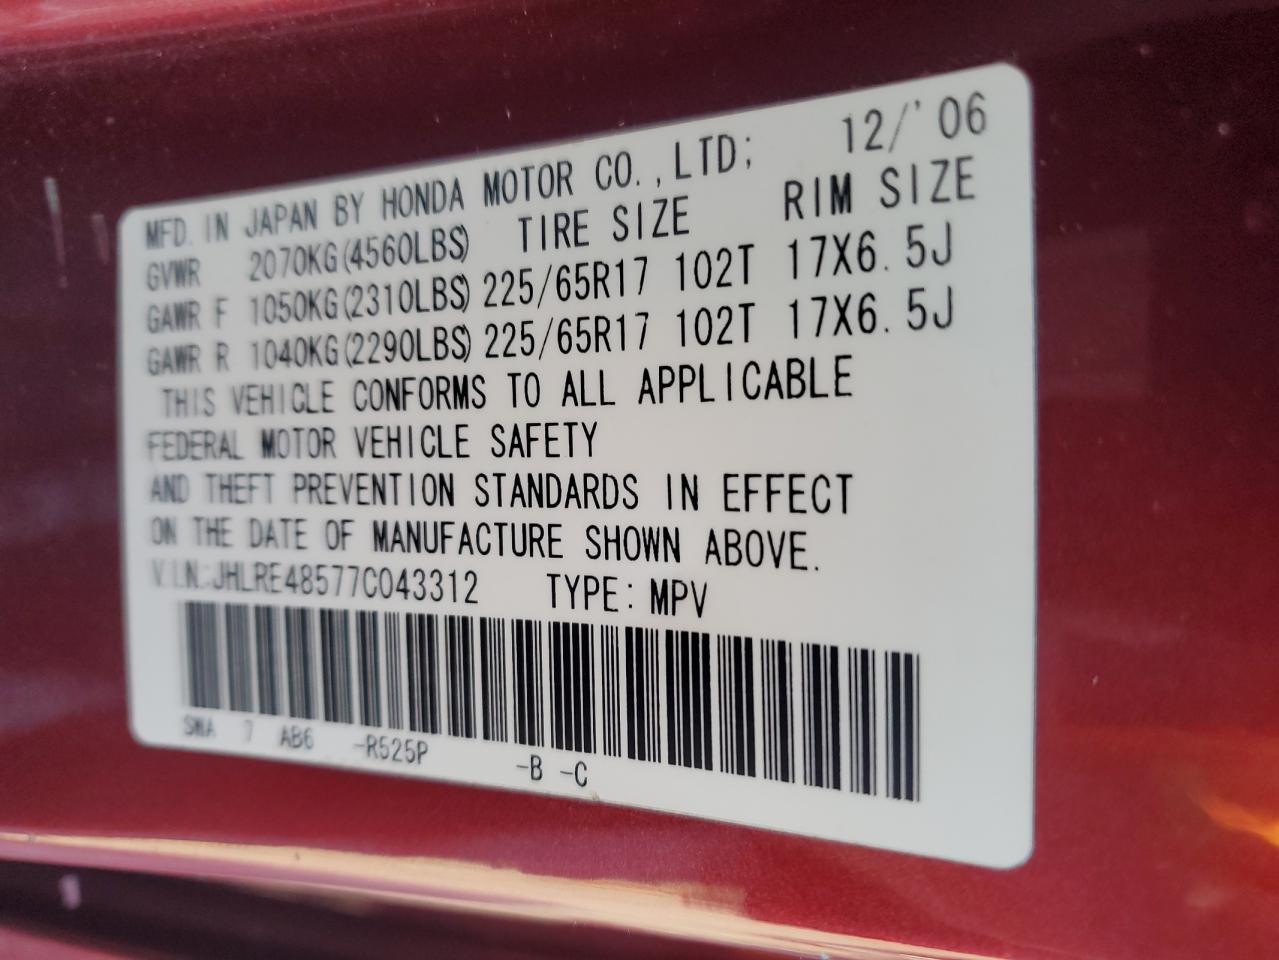 MFD. IN JAPAN BY HONDA MOTOR CO., LTD; 12/'06
GVWR 2070KG(4560LBS) TIRE SIZE RIM SIZE
GAWR F 1050KG(2310LBS) 225/65R17 102T 17X6.5J
GAWR R 1040KG(2290LBS) 225/65R17 102T 17X6.5J
THIS VEHICLE CONFORMS TO ALL APPLICABLE
FEDERAL MOTOR VEHICLE SAFETY
AND THEFT PREVENTION STANDARDS IN EFFECT
ON THE DATE OF MANUFACTURE SHOWN ABOVE.
V.I.N.:JHLRE48577C043312 TYPE: MPV
SWA 7 AB6 -R525P -B -C